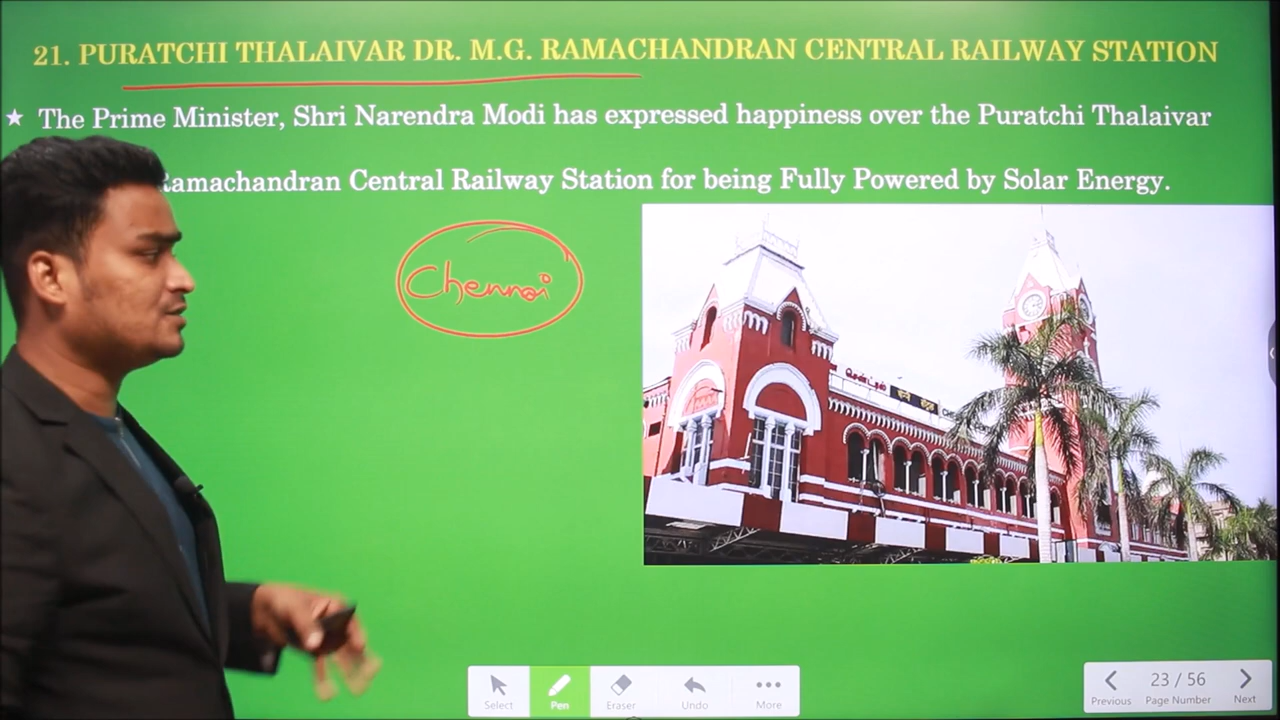 21. PURATCHI THALAIVAR DR. M.G. RAMACHANDRAN CENTRAL RAILWAY STATION
★ The Prime Minister, Shri Narendra Modi has expressed happiness over the Puratchi Thalaivar
Ramachandran Central Railway Station for being Fully Powered by Solar Energy.
Chennai
சென்ட்ரல்
Select
Pen
Eraser
Undo
More
Previous
23 / 56
Page Number
Next